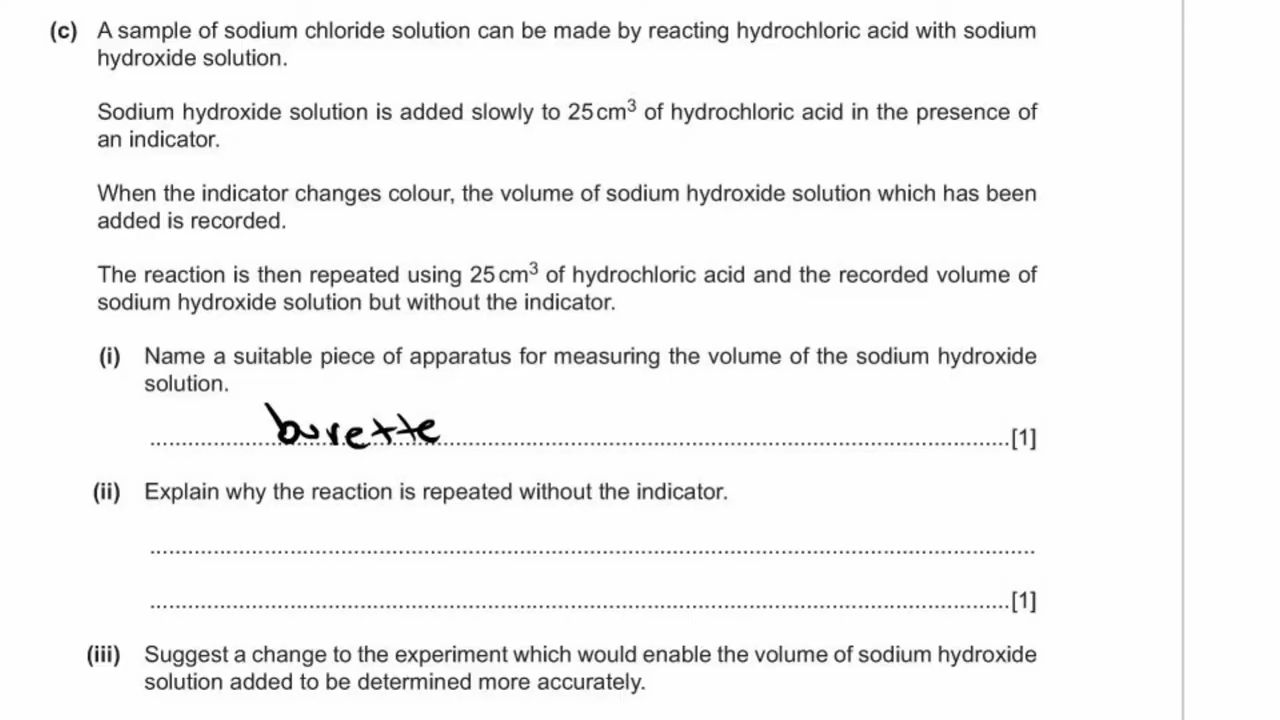 (c) A sample of sodium chloride solution can be made by reacting hydrochloric acid with sodium
hydroxide solution.
Sodium hydroxide solution is added slowly to 25 cm³ of hydrochloric acid in the presence of
an indicator.
When the indicator changes colour, the volume of sodium hydroxide solution which has been
added is recorded.
The reaction is then repeated using 25 cm³ of hydrochloric acid and the recorded volume of
sodium hydroxide solution but without the indicator.
(i) Name a suitable piece of apparatus for measuring the volume of the sodium hydroxide
solution.
burette [1]
(ii) Explain why the reaction is repeated without the indicator.
[1]
(iii) Suggest a change to the experiment which would enable the volume of sodium hydroxide
solution added to be determined more accurately.